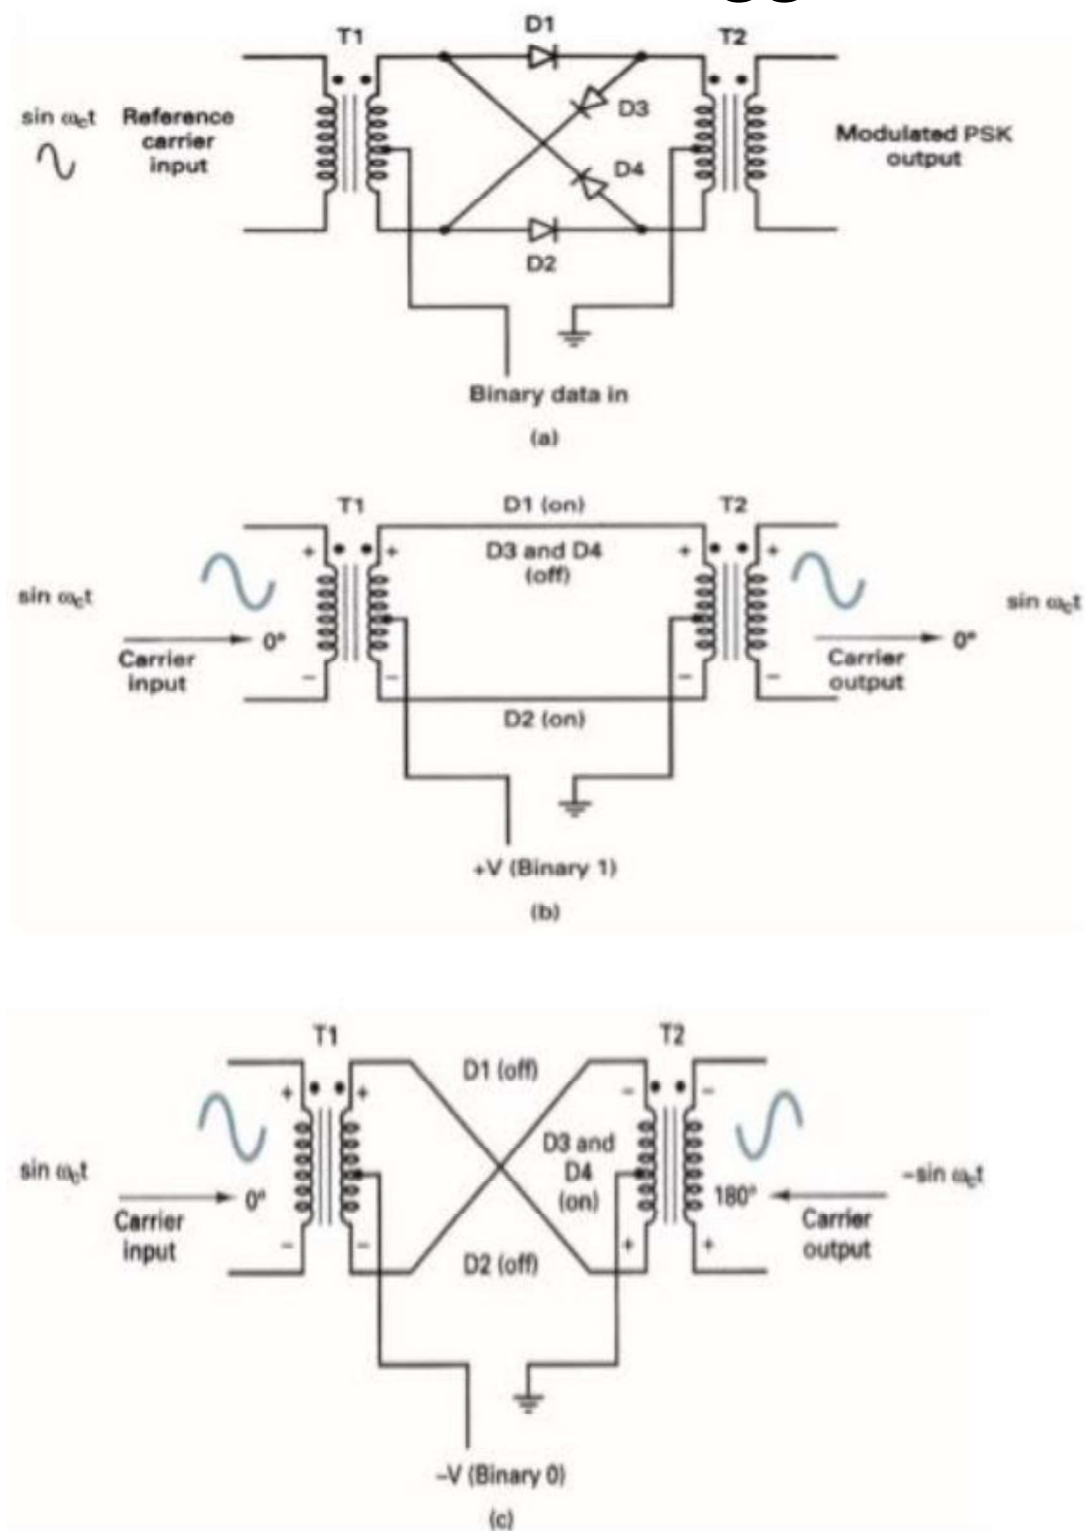 D1
T1
T2
D3
sin ωct
Reference
carrier
input
Modulated PSK
output
D4
D2
Binary data in
(a)
T1
D1 (on)
T2
+
+
D3 and D4
(off)
+
+
sin ωct
sin ωct
0°
0°
Carrier
input
Carrier
output
–
–
–
–
D2 (on)
+V (Binary 1)
(b)
T1
T2
D1 (off)
+
+
–
–
D3 and
D4
(on)
sin ωct
–sin ωct
0°
180°
Carrier
input
Carrier
output
–
–
+
+
D2 (off)
–V (Binary 0)
(c)